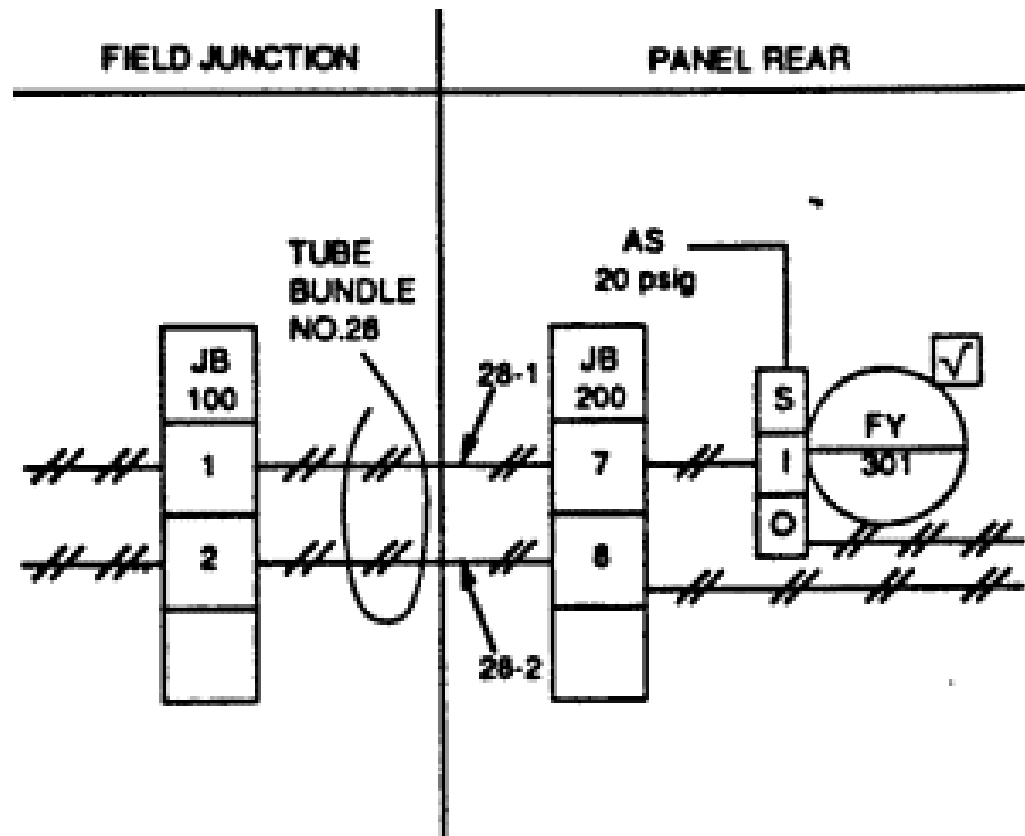 FIELD JUNCTION
PANEL REAR
TUBE
BUNDLE
NO.28
AS
20 psig
JB
100
1
2
28-1
28-2
JB
200
7
8
S
I
O
√
FY
301